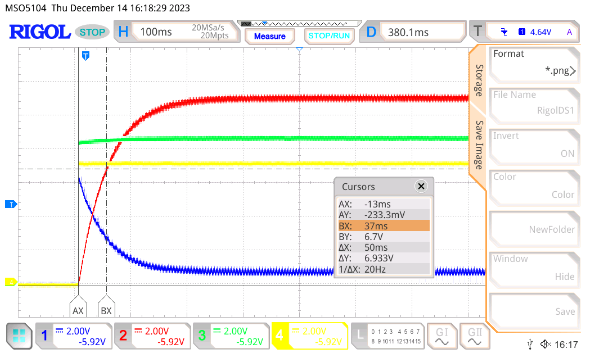 MSO5104 Thu December 14 16:18:29 2023
RIGOL STOP H 100ms 20MSa/s 20Mpts Measure STOP/RUN D 380.1ms T 1 4.64V A
T
Format
*.png
Storage
File Name
RigolDS1
Save Image
Invert
ON
Color
Color
NewFolder
Window
Hide
Save
T
Cursors
AX: -13ms
AY: -233.3mV
BX: 37ms
BY: 6.7V
ΔX: 50ms
ΔY: 6.933V
1/ΔX: 20Hz
AX BX
1 2.00V -5.92V
2 2.00V -5.92V
3 2.00V -5.92V
4 2.00V -5.92V
L 0 1 2 3 4 5 6 7
8 9 10 11 12 13 14 15
GI GII
16:17